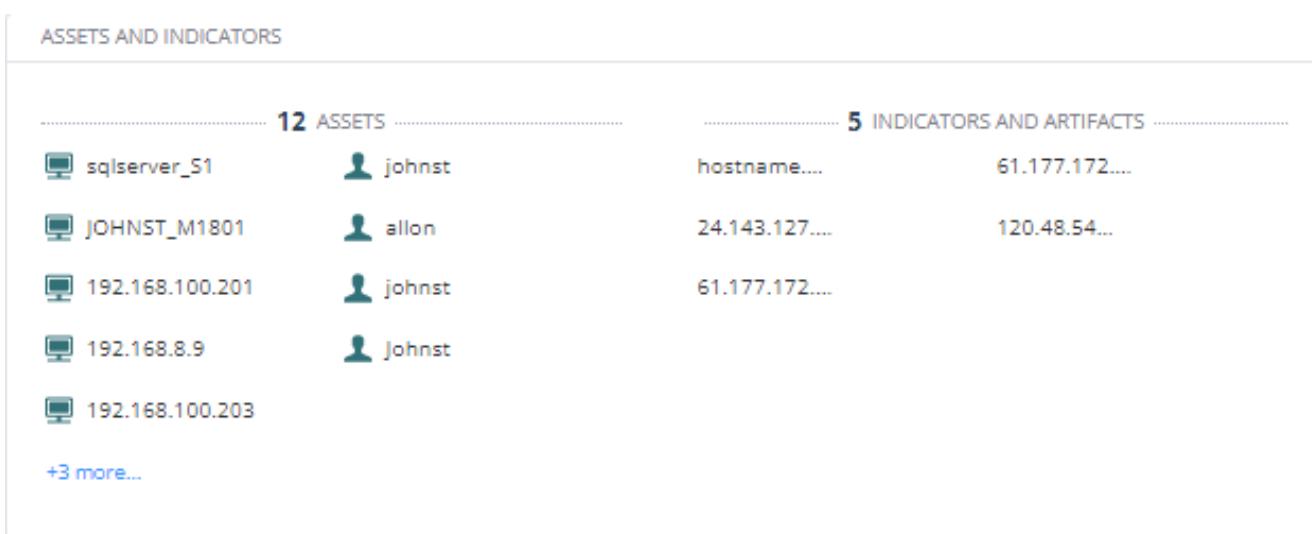 ASSETS AND INDICATORS
12 ASSETS
5 INDICATORS AND ARTIFACTS
sqlserver_S1
johnst
hostname....
61.177.172....
JOHNST_M1801
allon
24.143.127....
120.48.54...
192.168.100.201
johnst
61.177.172....
192.168.8.9
Johnst
192.168.100.203
+3 more...